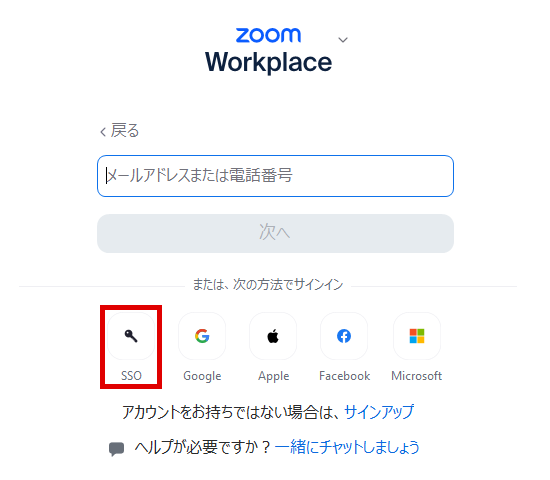 zoom
Workplace
戻る
メールアドレスまたは電話番号
次へ
または、次の方法でサインイン
SSO Google Apple Facebook Microsoft
アカウントをお持ちではない場合は、サインアップ
ヘルプが必要ですか？一緒にチャットしましょう